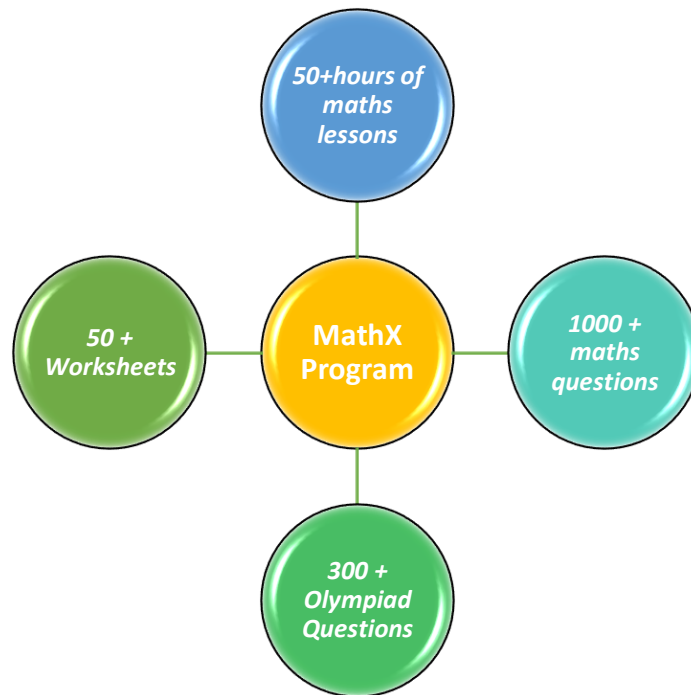 50+hours of
maths
lessons
50 +
Worksheets
MathX
Program
1000 +
maths
questions
300 +
Olympiad
Questions